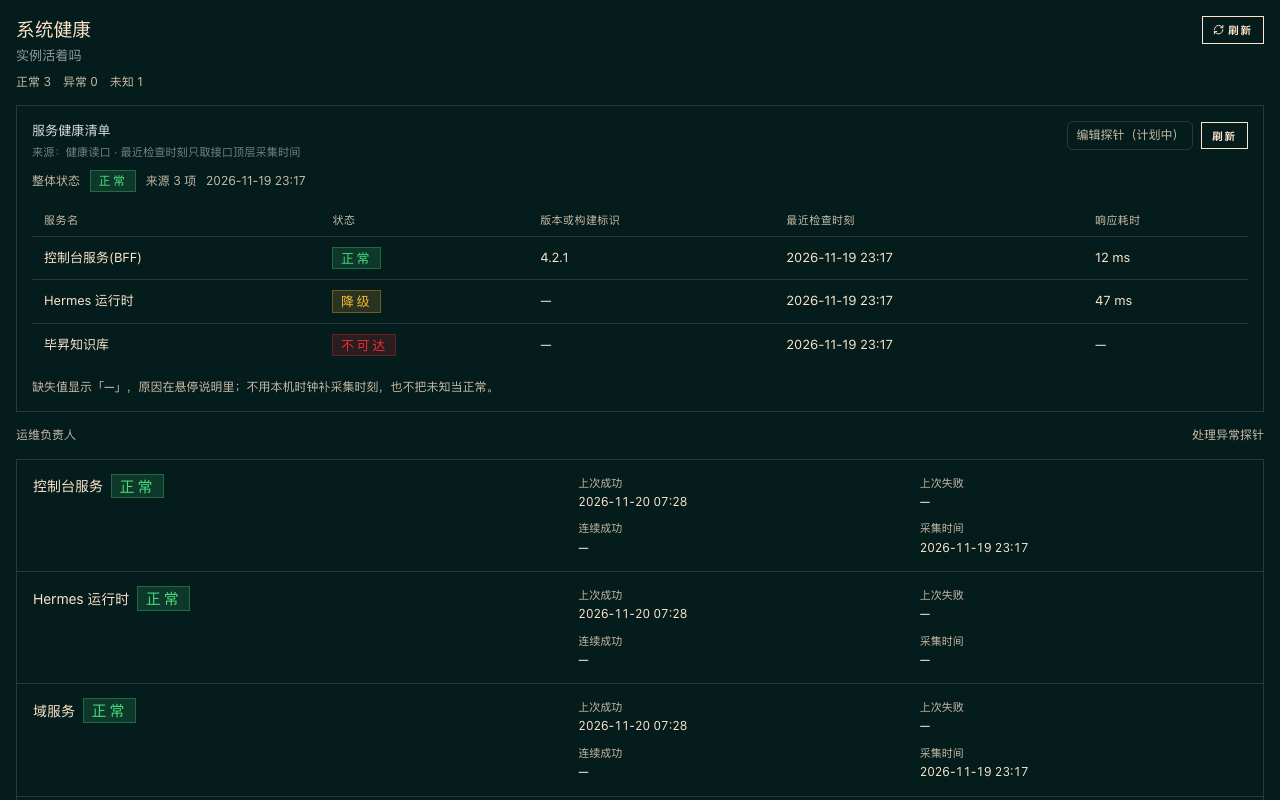 系统健康
刷新
实例活着吗
正常 3 异常 0 未知 1
服务健康清单
编辑探针（计划中）
刷新
来源：健康读口 · 最近检查时刻只取接口顶层采集时间
整体状态 正常 来源 3 项 2026-11-19 23:17
服务名 状态 版本或构建标识 最近检查时刻 响应耗时
控制台服务(BFF) 正常 4.2.1 2026-11-19 23:17 12 ms
Hermes 运行时 降级 — 2026-11-19 23:17 47 ms
毕昇知识库 不可达 — 2026-11-19 23:17 —
缺失值显示「—」，原因在悬停说明里；不用本机时钟补采集时刻，也不把未知当正常。
运维负责人 处理异常探针
控制台服务 正常
上次成功 上次失败
2026-11-20 07:28 —
连续成功 采集时间
— 2026-11-19 23:17
Hermes 运行时 正常
上次成功 上次失败
2026-11-20 07:28 —
连续成功 采集时间
— —
域服务 正常
上次成功 上次失败
2026-11-20 07:28 —
连续成功 采集时间
— 2026-11-19 23:17